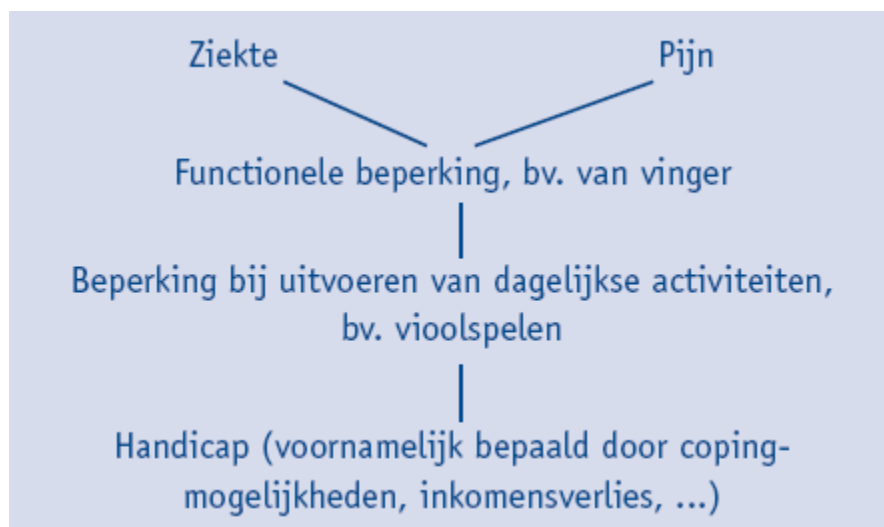 Ziekte
Pijn
Functionele beperking, bv. van vinger
Beperking bij uitvoeren van dagelijkse activiteiten,
bv. vioolspelen
Handicap (voornamelijk bepaald door coping-
mogelijkheden, inkomensverlies, ...)